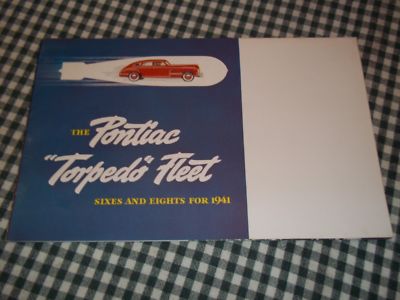 THE Pontiac
"Torpedo" Fleet
SIXES AND EIGHTS FOR 1941